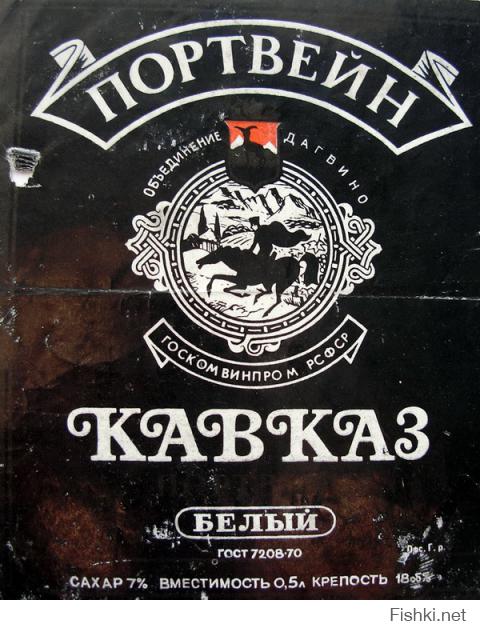 ПОРТВЕЙН
ОБЪЕДИНЕНИЕ ДАГВИНО
ГОСКОМВИНПРОМ РСФСР
КАВКАЗ
БЕЛЫЙ
ГОСТ 7208-70
САХАР 7% ВМЕСТИМОСТЬ 0,5л КРЕПОСТЬ 18,5%
Fishki.net